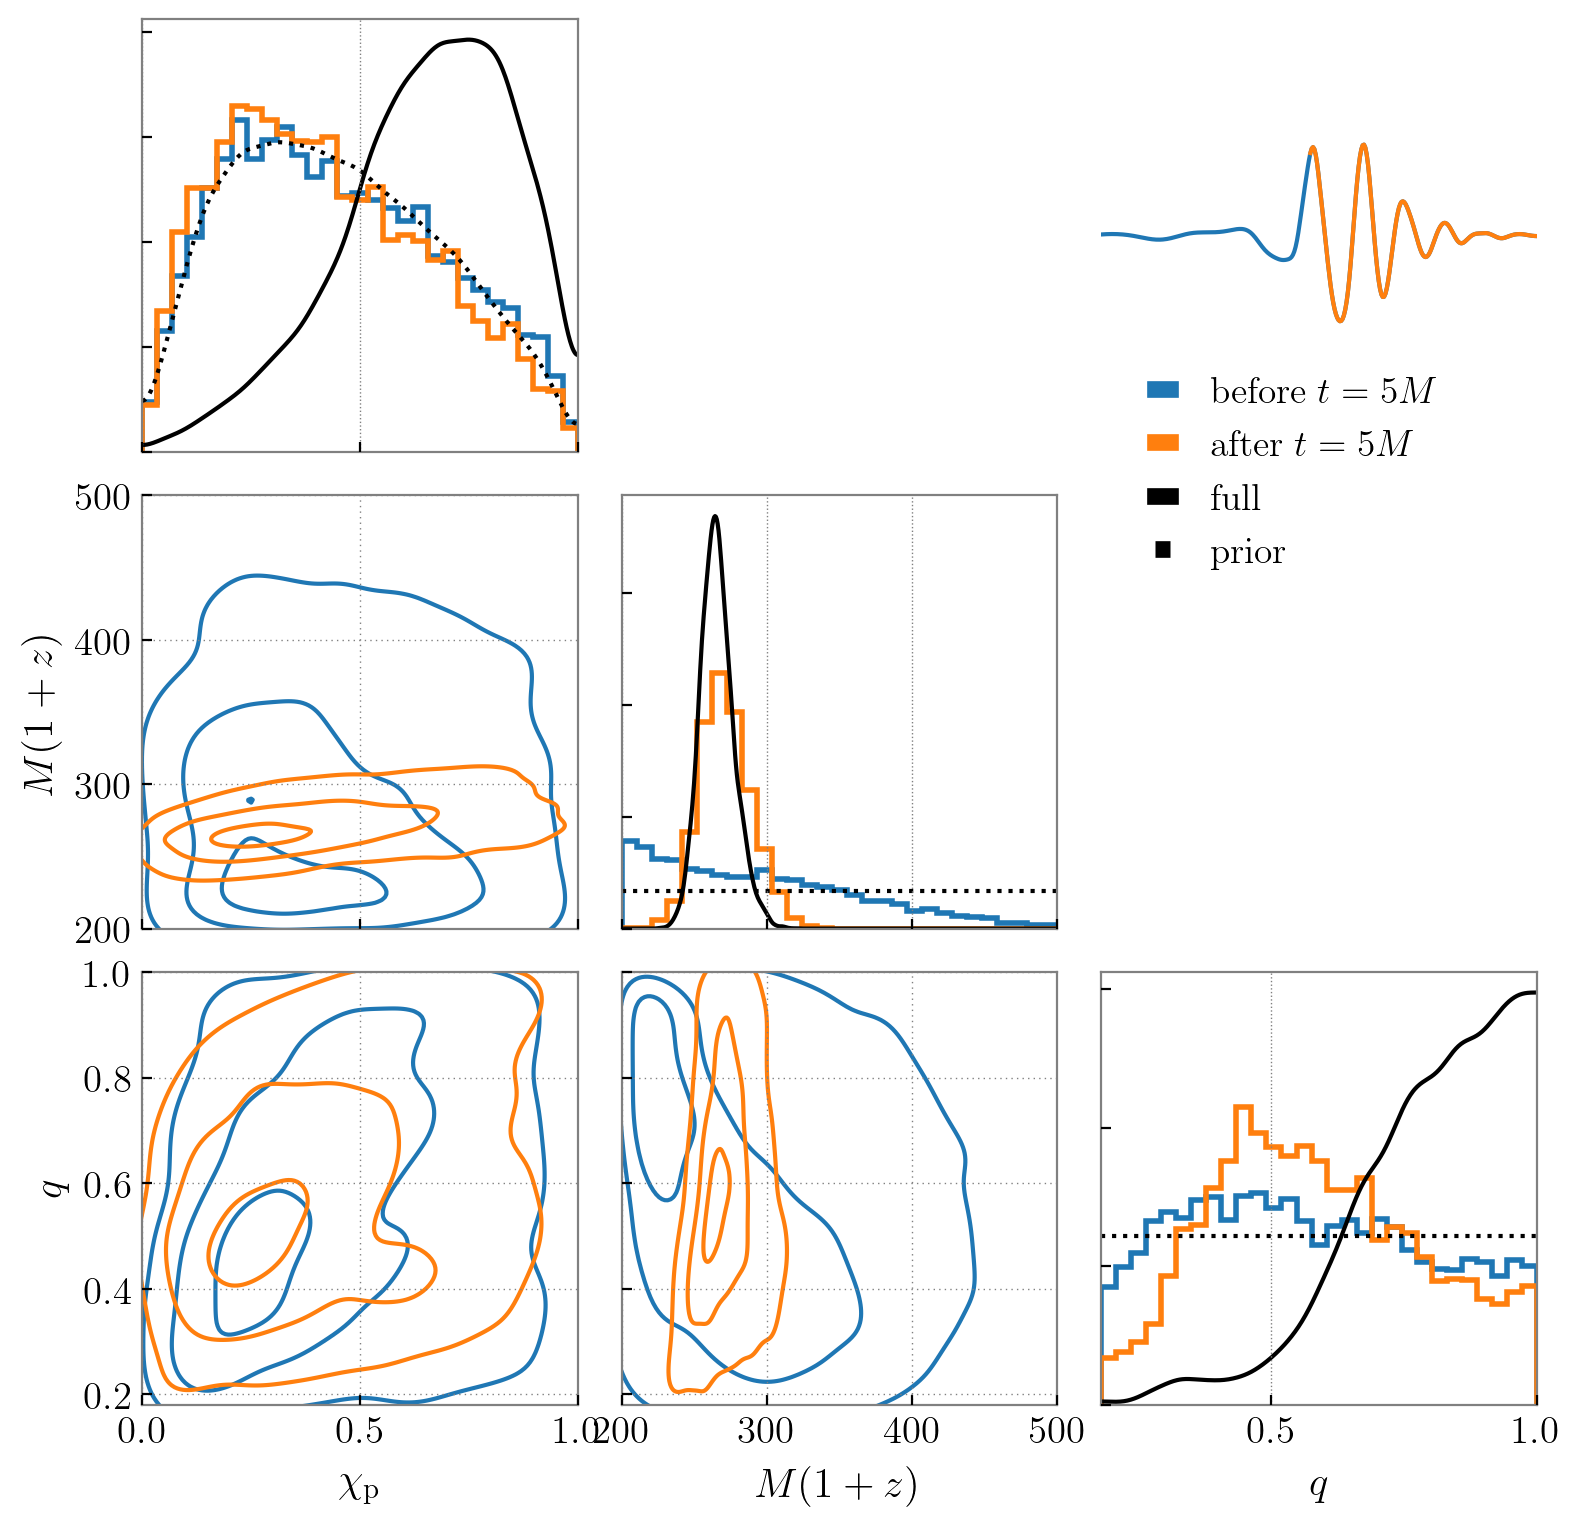 before t = 5M
after t = 5M
full
prior
500
400
300
200
M(1 + z)
1.0
0.8
0.6
0.4
0.2
q
0.0 0.5 1.0
200 300 400 500
0.5 1.0
χp
M(1 + z)
q